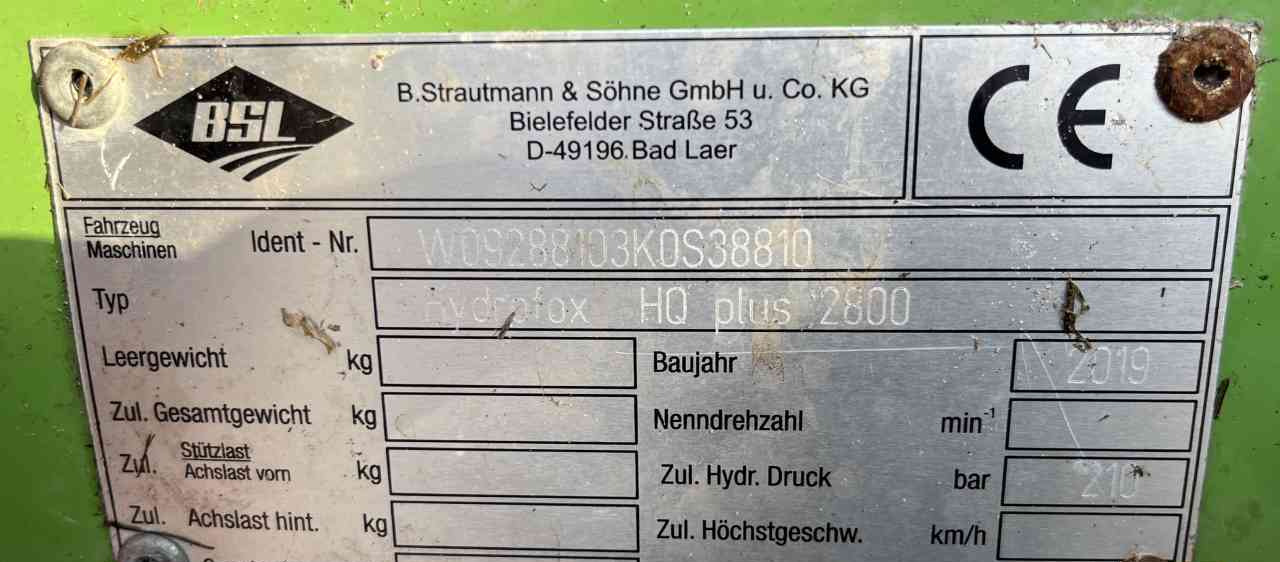 BSL
B.Strautmann & Söhne GmbH u. Co. KG
Bielefelder Straße 53
D-49196 Bad Laer
CE
Fahrzeug
Maschinen
Ident - Nr. W09288103K0S38810
Typ Hydrofox HQ plus 2800
Leergewicht kg
Baujahr 2019
Zul. Gesamtgewicht kg
Nenndrehzahl min⁻¹
Zul. Stützlast
Achslast vorn kg
Zul. Hydr. Druck bar 210
Zul. Achslast hint. kg
Zul. Höchstgeschw. km/h